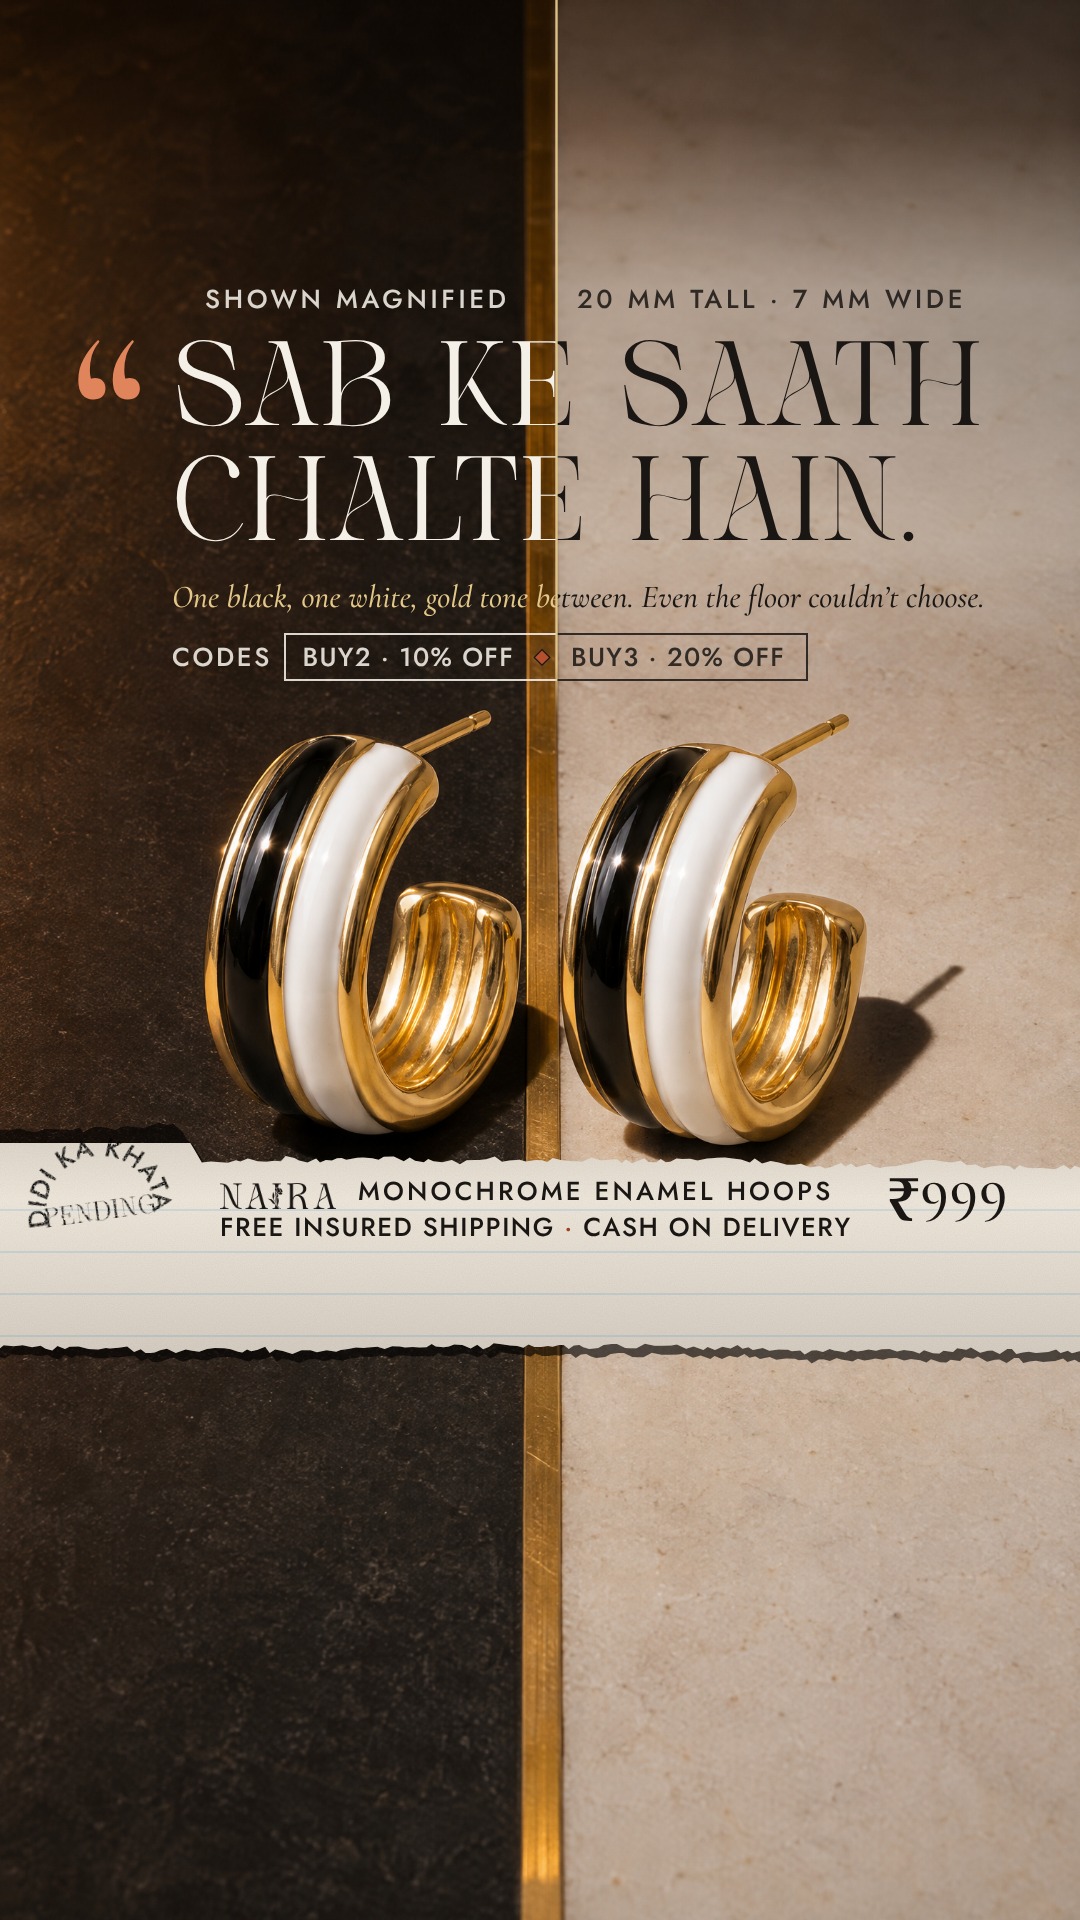 SHOWN MAGNIFIED 20 MM TALL · 7 MM WIDE
“SAB KE SAATH
CHALTE HAIN.
One black, one white, gold tone between. Even the floor couldn’t choose.
CODES BUY2 · 10% OFF ◆ BUY3 · 20% OFF
DIDI KA KHATA
PENDING
NAIRA MONOCHROME ENAMEL HOOPS ₹999
FREE INSURED SHIPPING · CASH ON DELIVERY